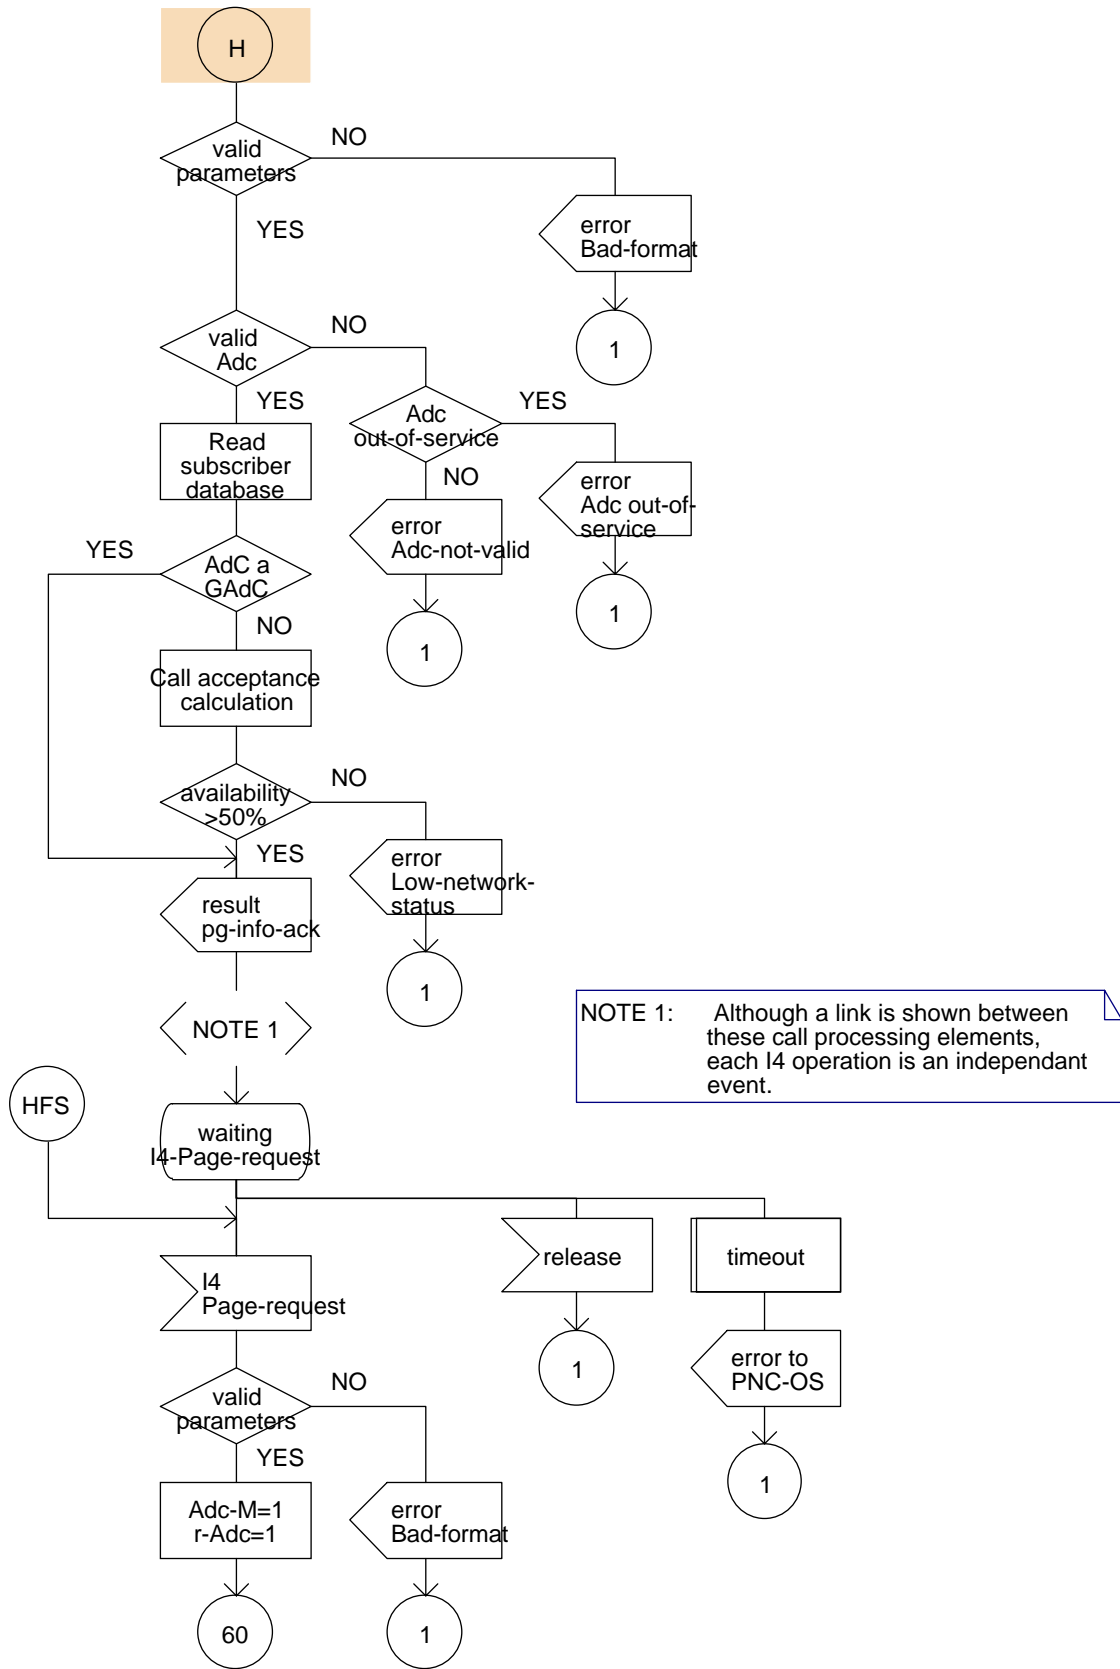 H
valid
parameters
NO
YES
error
Bad-format
1
valid
Adc
NO
YES
Adc
out-of-service
YES
NO
Read
subscriber
database
error
Adc-not-valid
1
error
Adc out-of-
service
1
YES
AdC a
GAdC
NO
Call acceptance
calculation
availability
>50%
NO
YES
error
Low-network-
status
1
result
pg-info-ack
NOTE 1
NOTE 1: Although a link is shown between
these call processing elements,
each I4 operation is an independant
event.
HFS
waiting
I4-Page-request
I4
Page-request
release
1
timeout
error to
PNC-OS
1
valid
parameters
NO
YES
Adc-M=1
r-Adc=1
60
error
Bad-format
1